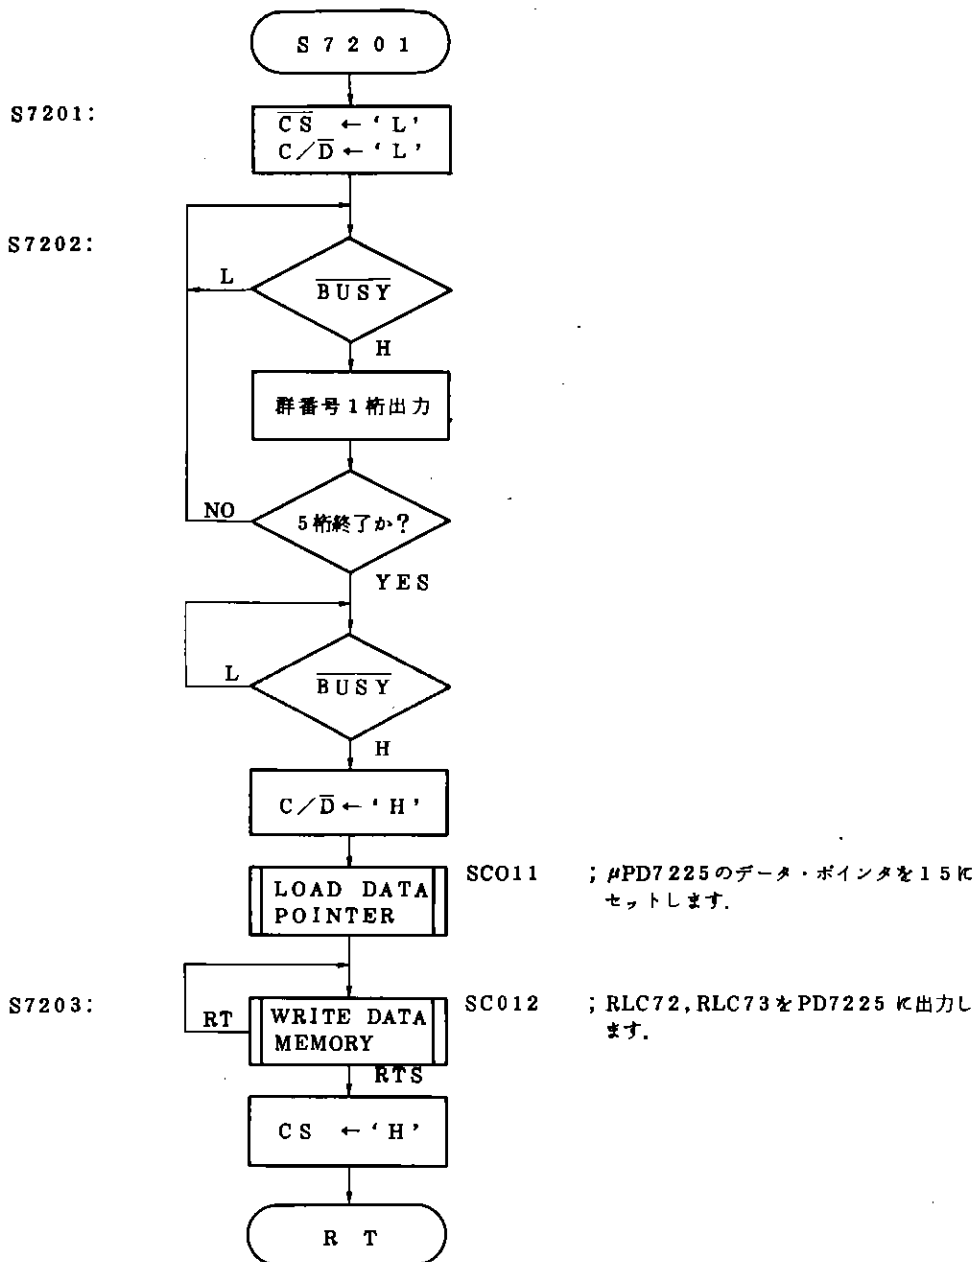 S7201
S7201:
C̅S̅ ← 'L'
C/D̅ ← 'L'
S7202:
L
B̅U̅S̅Y̅
H
群番号1桁出力
NO
5桁終了か?
YES
L
B̅U̅S̅Y̅
H
C/D̅ ← 'H'
LOAD DATA
POINTER
SC011
;μPD7225のデータ・ポインタを15に
セットします.
S7203:
RT
WRITE DATA
MEMORY
SC012
;RLC72,RLC73をPD7225に出力し
ます.
RTS
CS ← 'H'
RT